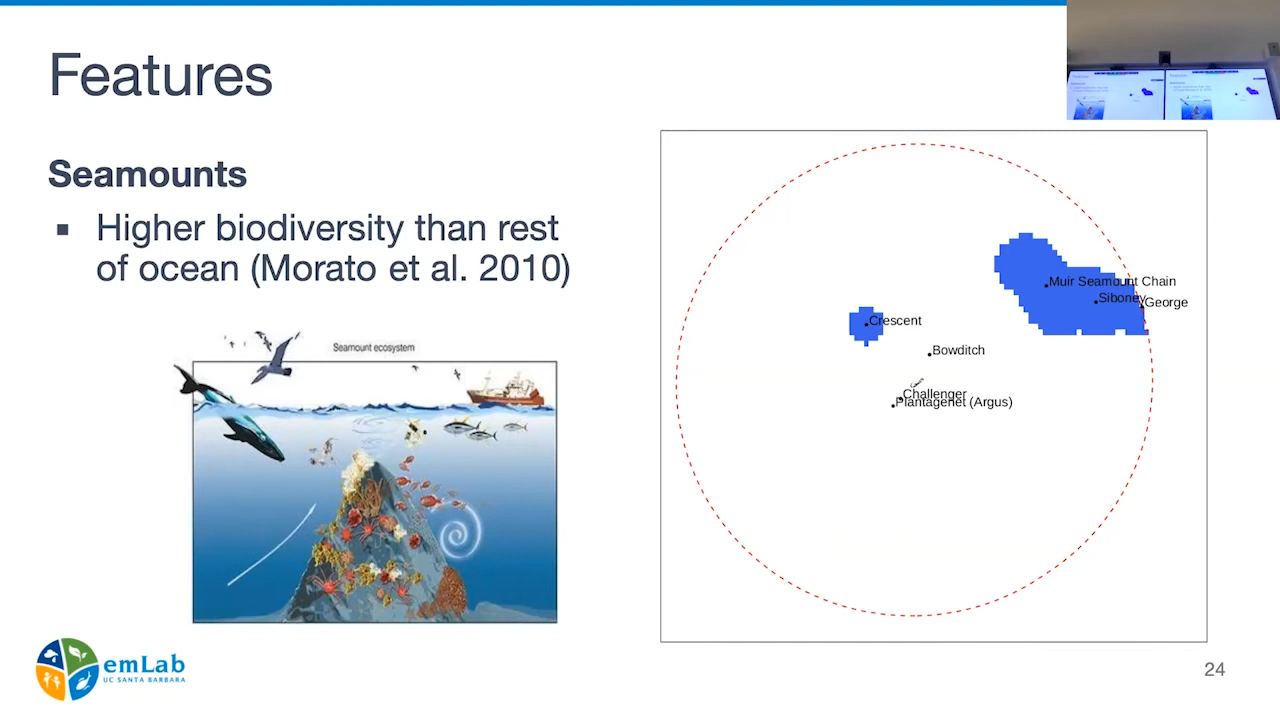 Features
Seamounts
▪ Higher biodiversity than rest
of ocean (Morato et al. 2010)
Seamount ecosystem
Muir Seamount Chain
Siboney
George
Crescent
Bowditch
Challenger
Plantagenet (Argus)
emLab
UC SANTA BARBARA
24